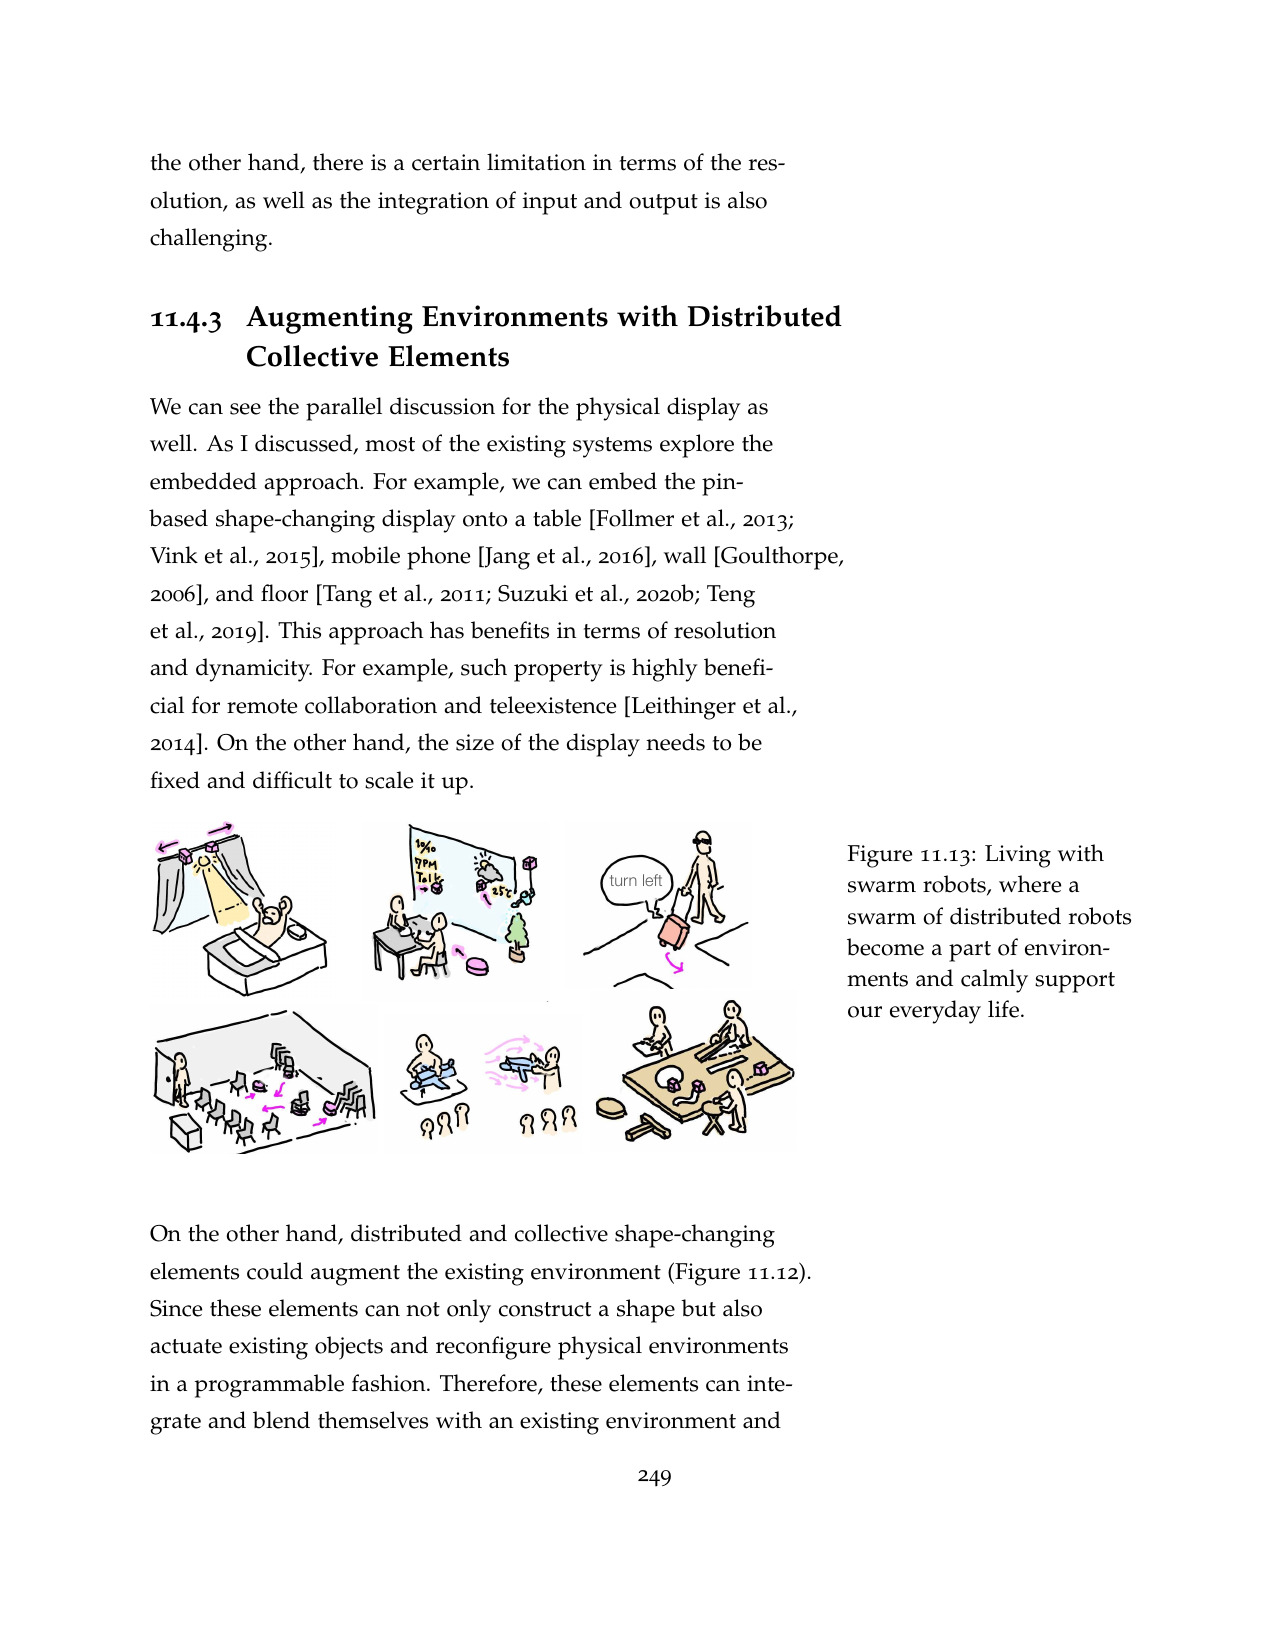 the other hand, there is a certain limitation in terms of the res-
olution, as well as the integration of input and output is also
challenging.
11.4.3 Augmenting Environments with Distributed
Collective Elements
We can see the parallel discussion for the physical display as
well. As I discussed, most of the existing systems explore the
embedded approach. For example, we can embed the pin-
based shape-changing display onto a table [Follmer et al., 2013;
Vink et al., 2015], mobile phone [Jang et al., 2016], wall [Goulthorpe,
2006], and floor [Tang et al., 2011; Suzuki et al., 2020b; Teng
et al., 2019]. This approach has benefits in terms of resolution
and dynamicity. For example, such property is highly benefi-
cial for remote collaboration and teleexistence [Leithinger et al.,
2014]. On the other hand, the size of the display needs to be
fixed and difficult to scale it up.
10/10
7PM
Talk
25℃
turn left
Figure 11.13: Living with
swarm robots, where a
swarm of distributed robots
become a part of environ-
ments and calmly support
our everyday life.
On the other hand, distributed and collective shape-changing
elements could augment the existing environment (Figure 11.12).
Since these elements can not only construct a shape but also
actuate existing objects and reconfigure physical environments
in a programmable fashion. Therefore, these elements can inte-
grate and blend themselves with an existing environment and
249